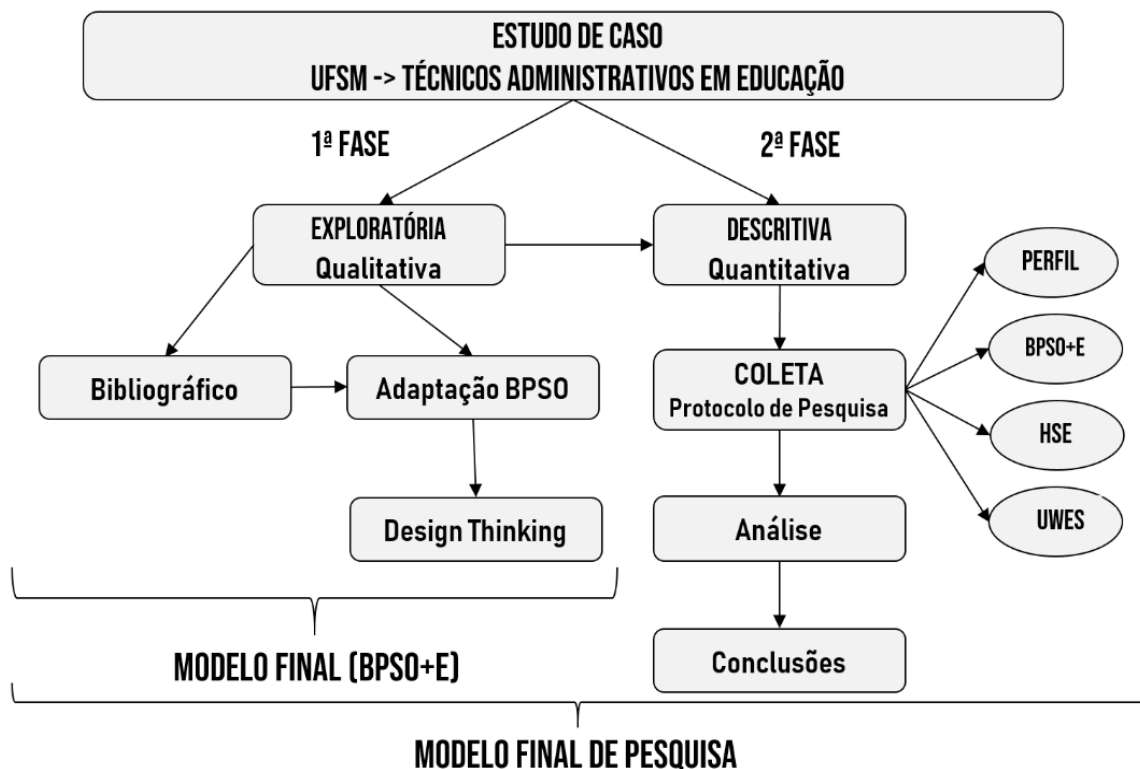 ESTUDO DE CASO
UFSM -> TÉCNICOS ADMINISTRATIVOS EM EDUCAÇÃO
1ª FASE
2ª FASE
EXPLORATÓRIA
Qualitativa
DESCRITIVA
Quantitativa
PERFIL
BPSO+E
HSE
UWES
Bibliográfico
Adaptação BPSO
COLETA
Protocolo de Pesquisa
Design Thinking
Análise
Conclusões
MODELO FINAL (BPSO+E)
MODELO FINAL DE PESQUISA